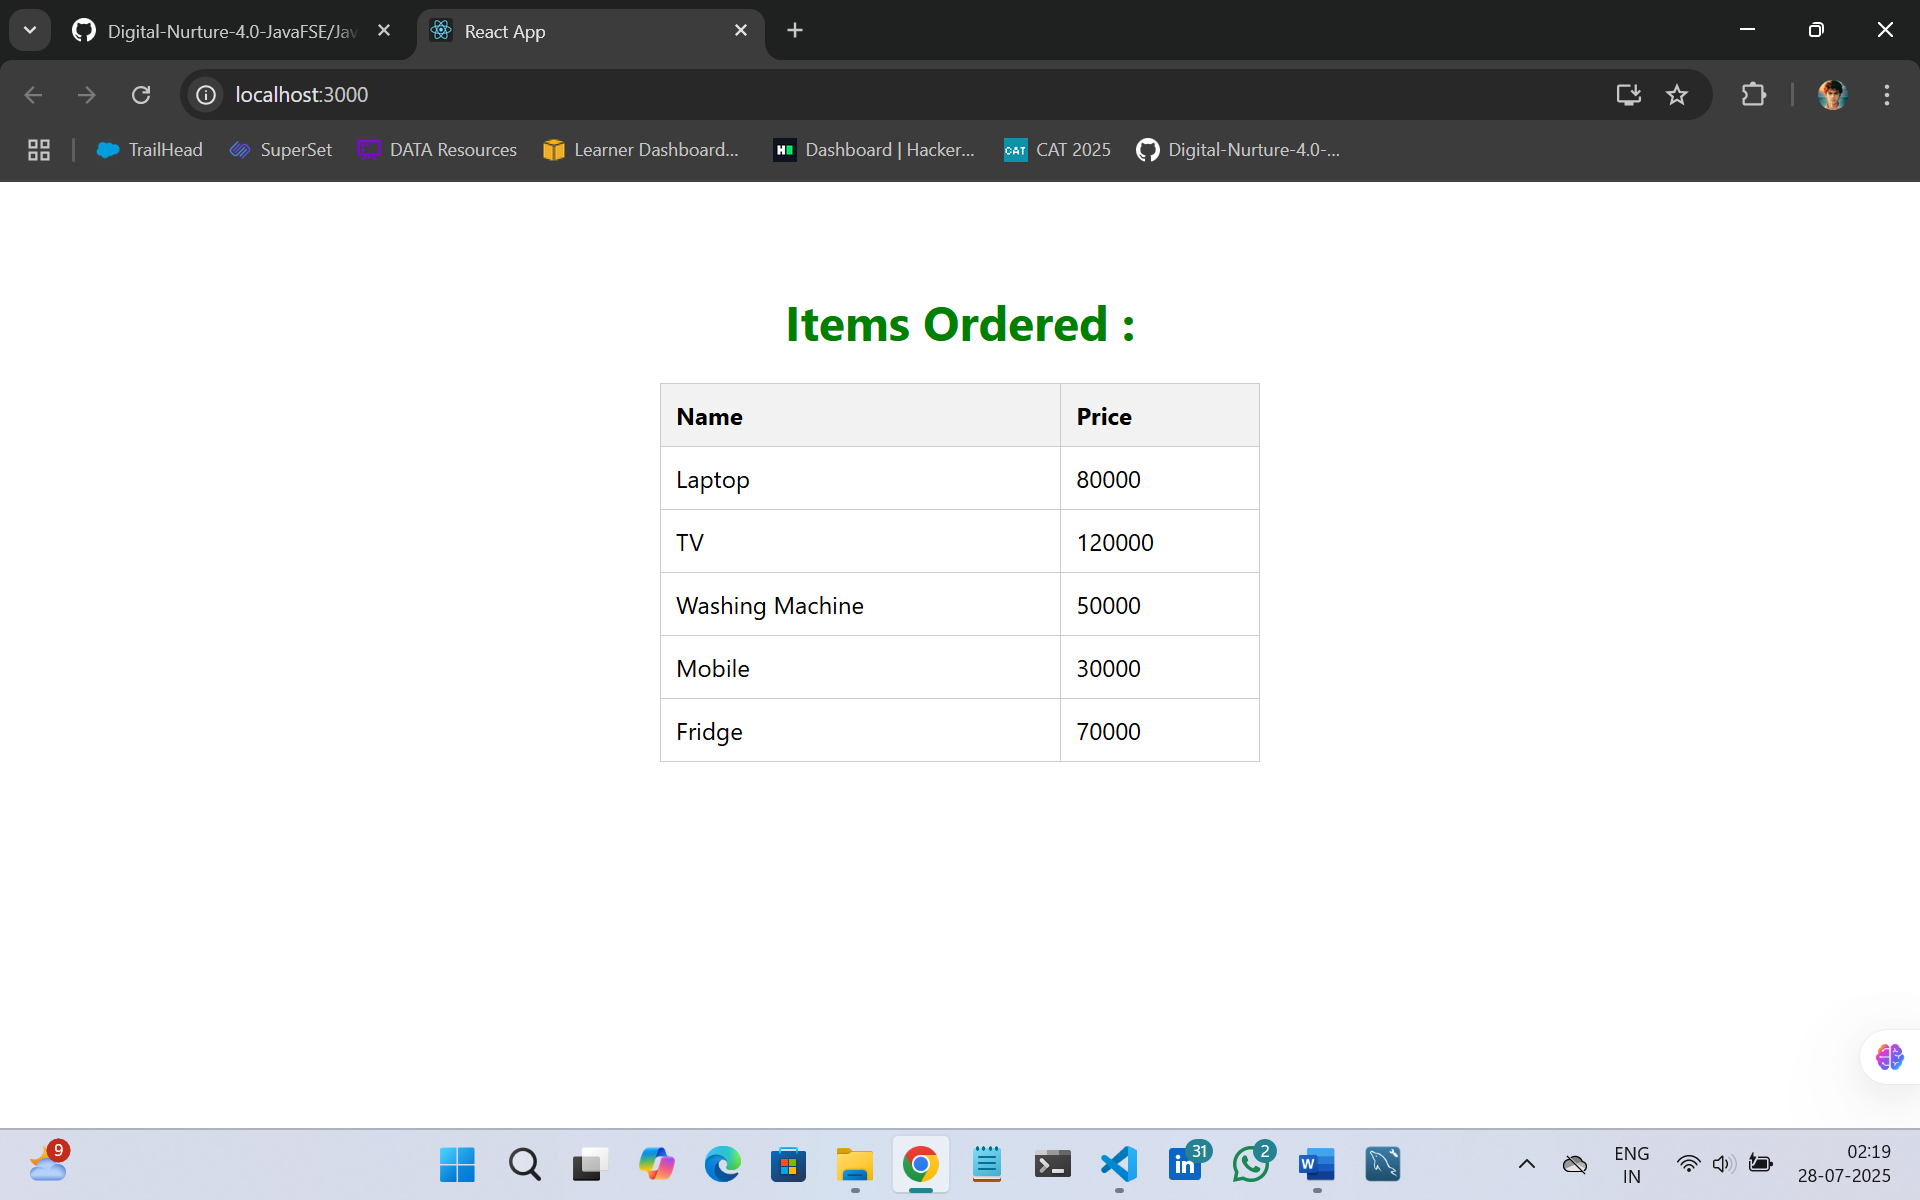 Digital-Nurture-4.0-JavaFSE/Jav
React App
localhost:3000
TrailHead
SuperSet
DATA Resources
Learner Dashboard...
H
Dashboard | Hacker...
CAT
CAT 2025
Digital-Nurture-4.0-...
Items Ordered :
Name Price
Laptop 80000
TV 120000
Washing Machine 50000
Mobile 30000
Fridge 70000
9
31
in
2
W
ENG
IN
02:19
28-07-2025